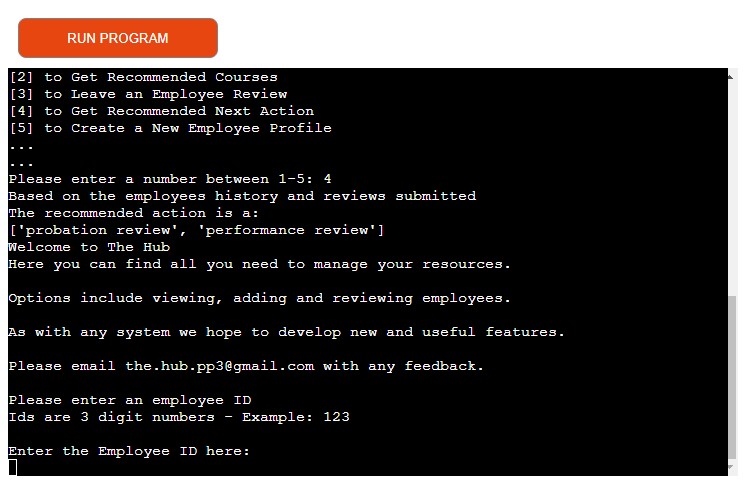 RUN PROGRAM
[2] to Get Recommended Courses
[3] to Leave an Employee Review
[4] to Get Recommended Next Action
[5] to Create a New Employee Profile
...
...
Please enter a number between 1-5: 4
Based on the employees history and reviews submitted
The recommended action is a:
['probation review', 'performance review']
Welcome to The Hub
Here you can find all you need to manage your resources.
Options include viewing, adding and reviewing employees.
As with any system we hope to develop new and useful features.
Please email the.hub.pp3@gmail.com with any feedback.
Please enter an employee ID
Ids are 3 digit numbers - Example: 123
Enter the Employee ID here: